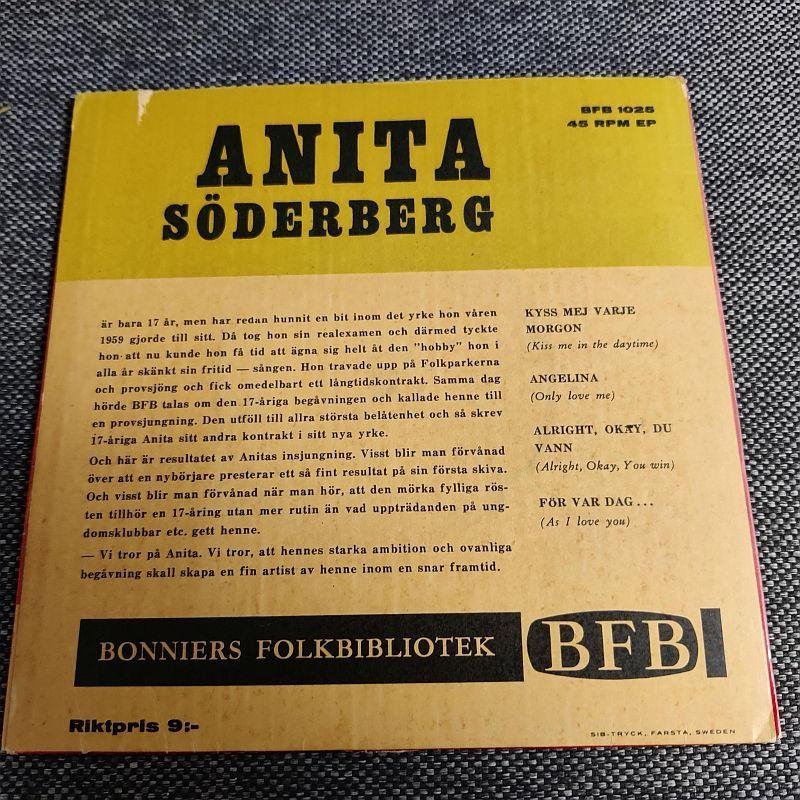 BFB 1025
45 RPM EP
ANITA
SÖDERBERG
är bara 17 år, men har redan hunnit en bit inom det yrke hon våren
1959 gjorde till sitt. Då tog hon sin realexamen och därmed tyckte
hon att nu kunde hon få tid att ägna sig helt åt den "hobby" hon i
alla år skänkt sin fritid — sången. Hon travade upp på Folkparkerna
och provsjöng och fick omedelbart ett långtidskontrakt. Samma dag
hörde BFB talas om den 17-åriga begåvningen och kallade henne till
en provsjungning. Den utföll till allra största belåtenhet och så skrev
17-åriga Anita sitt andra kontrakt i sitt nya yrke.
Och här är resultatet av Anitas insjungning. Visst blir man förvånad
över att en nybörjare presterar ett så fint resultat på sin första skiva.
Och visst blir man förvånad när man hör, att den mörka fylliga rös-
ten tillhör en 17-åring utan mer rutin än vad uppträdanden på ung-
domsklubbar etc. gett henne.
— Vi tror på Anita. Vi tror, att hennes starka ambition och ovanliga
begåvning skall skapa en fin artist av henne inom en snar framtid.
KYSS MEJ VARJE
MORGON
(Kiss me in the daytime)
ANGELINA
(Only love me)
ALRIGHT, OKAY, DU
VANN
(Alright, Okay, You win)
FÖR VAR DAG...
(As I love you)
BONNIERS FOLKBIBLIOTEK
BFB
Riktpris 9:-
SIB-TRYCK, FARSTA, SWEDEN